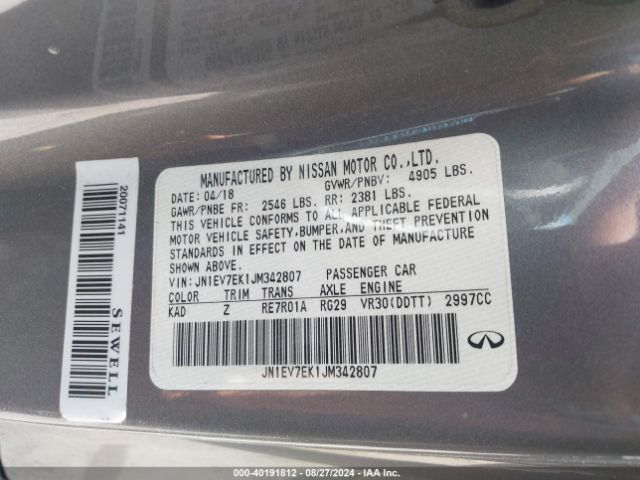 MANUFACTURED BY NISSAN MOTOR CO.,LTD.
DATE: 04/18 GVWR/PNBV: 4905 LBS.
GAWR/PNBE FR: 2546 LBS. RR: 2381 LBS.
THIS VEHICLE CONFORMS TO ALL APPLICABLE FEDERAL
MOTOR VEHICLE SAFETY,BUMPER,AND THEFT PREVENTION
STANDARDS IN EFFECT ON THE DATE OF MANUFACTURE
SHOWN ABOVE.
VIN: JN1EV7EK1JM342807 PASSENGER CAR
COLOR TRIM TRANS AXLE ENGINE
KAD Z RE7R01A RG29 VR30(DDTT) 2997CC
JN1EV7EK1JM342807
20071141
SEWELL
000-40191812 - 08/27/2024 - IAA Inc.